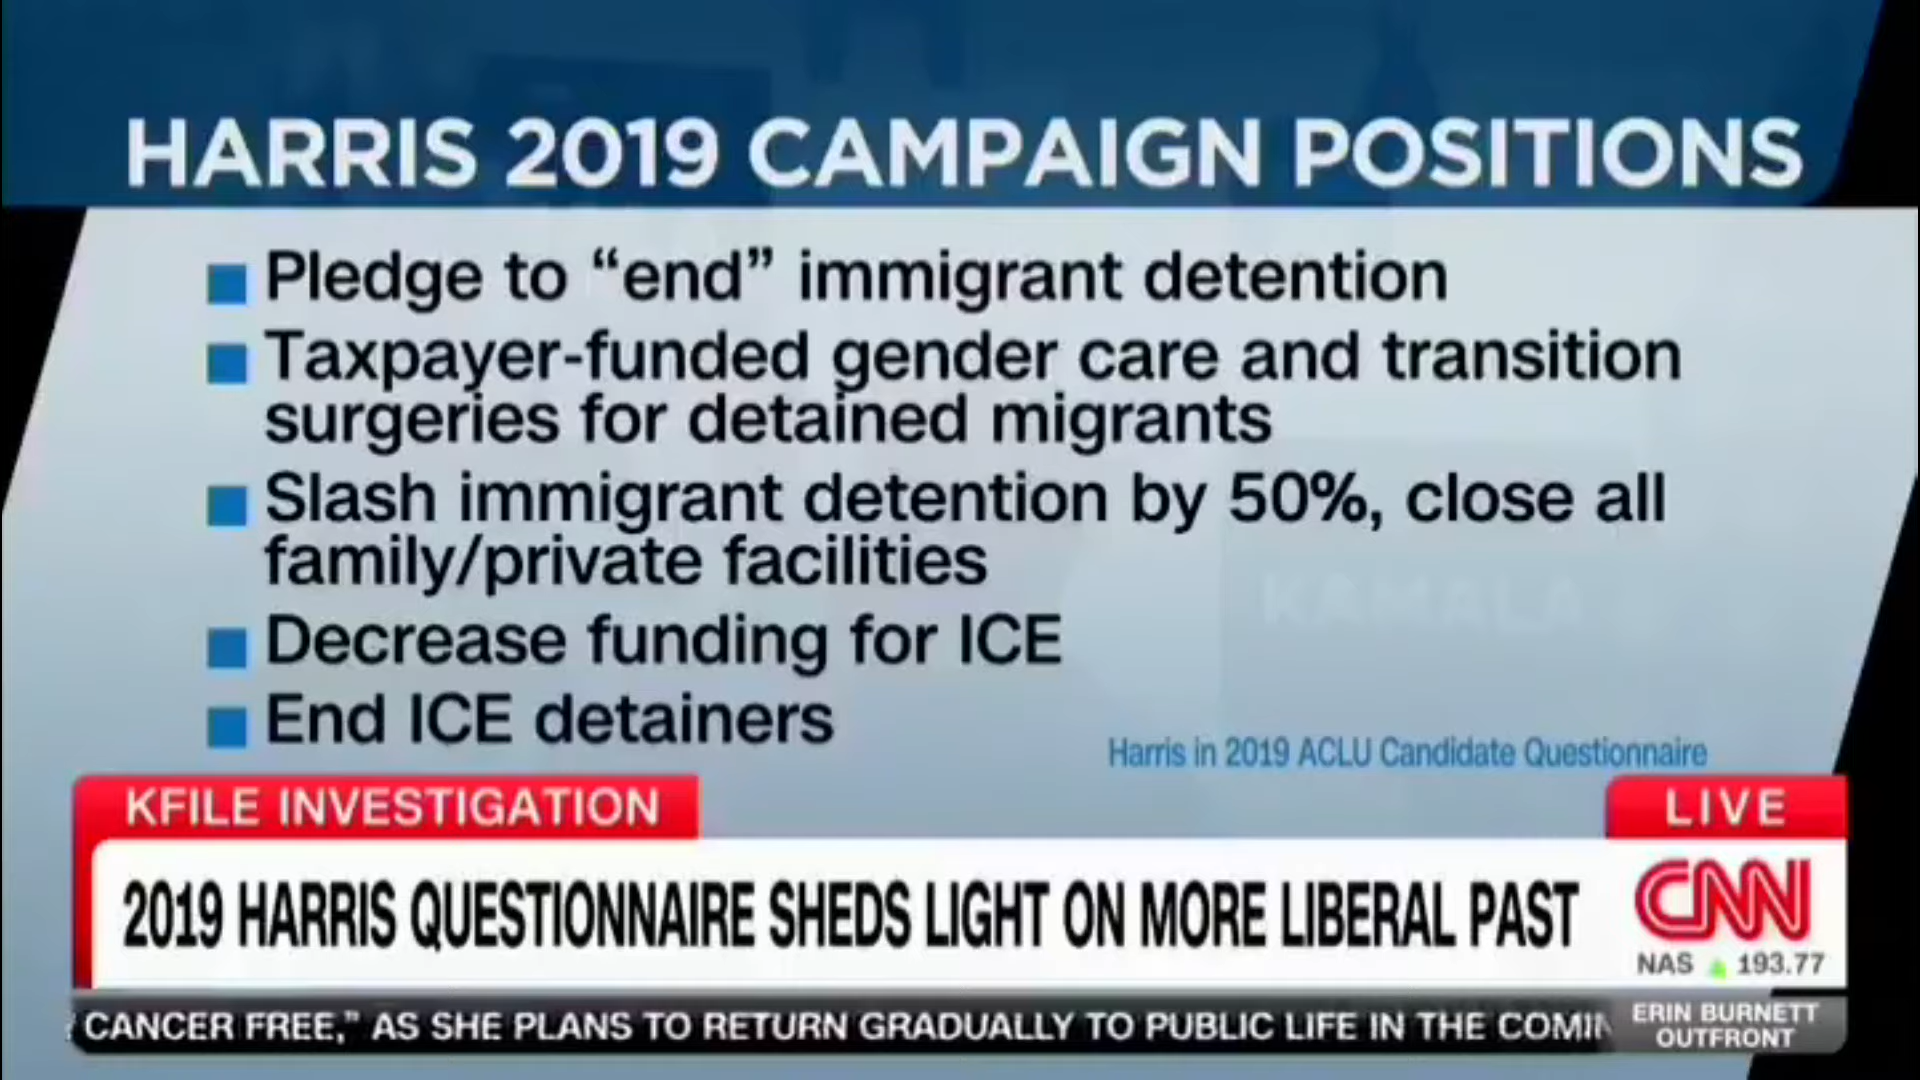 HARRIS 2019 CAMPAIGN POSITIONS
Pledge to “end” immigrant detention
Taxpayer-funded gender care and transition
surgeries for detained migrants
Slash immigrant detention by 50%, close all
family/private facilities
Decrease funding for ICE
End ICE detainers
KAMALA
Harris in 2019 ACLU Candidate Questionnaire
KFILE INVESTIGATION
LIVE
2019 HARRIS QUESTIONNAIRE SHEDS LIGHT ON MORE LIBERAL PAST
CNN
NAS 193.77
CANCER FREE,” AS SHE PLANS TO RETURN GRADUALLY TO PUBLIC LIFE IN THE COMIN
ERIN BURNETT
OUTFRONT